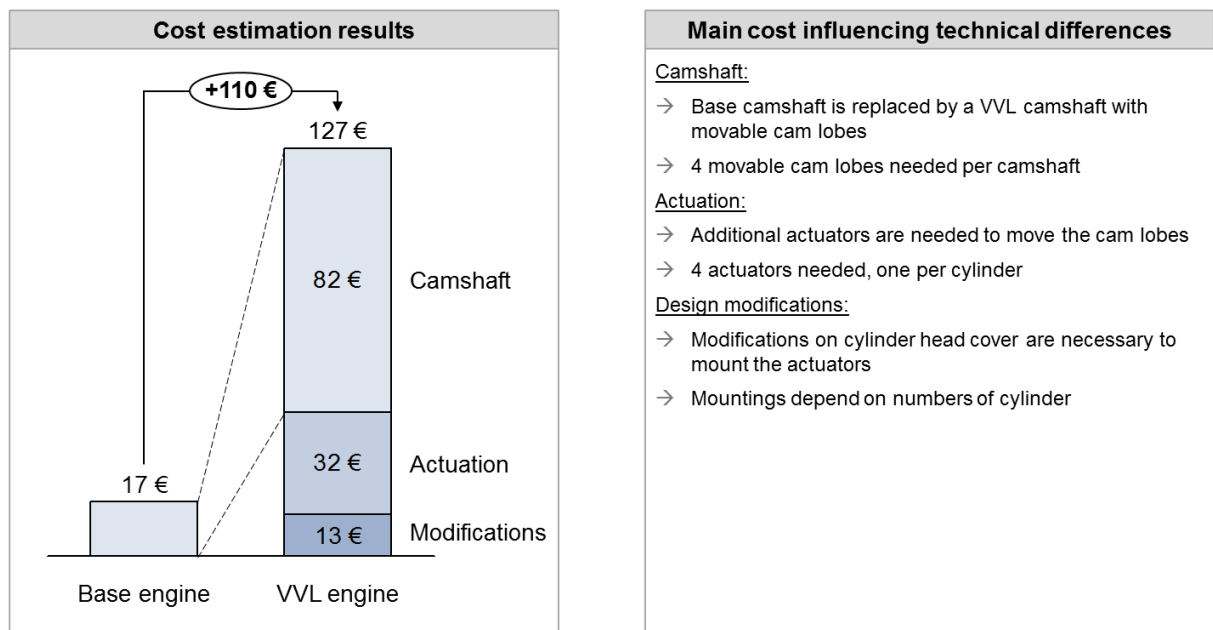 Cost estimation results
+110 €
127 €
82 €
Camshaft
32 €
Actuation
17 €
13 €
Modifications
Base engine
VVL engine
Main cost influencing technical differences
Camshaft:
→ Base camshaft is replaced by a VVL camshaft with
movable cam lobes
→ 4 movable cam lobes needed per camshaft
Actuation:
→ Additional actuators are needed to move the cam lobes
→ 4 actuators needed, one per cylinder
Design modifications:
→ Modifications on cylinder head cover are necessary to
mount the actuators
→ Mountings depend on numbers of cylinder